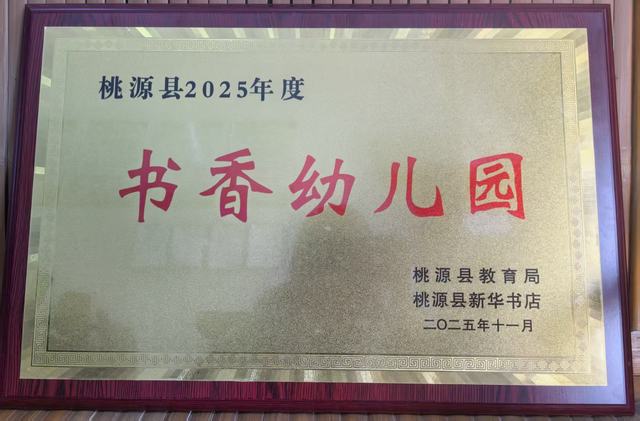 桃源县2025年度
书香幼儿园
桃源县教育局
桃源县新华书店
二〇二五年十一月